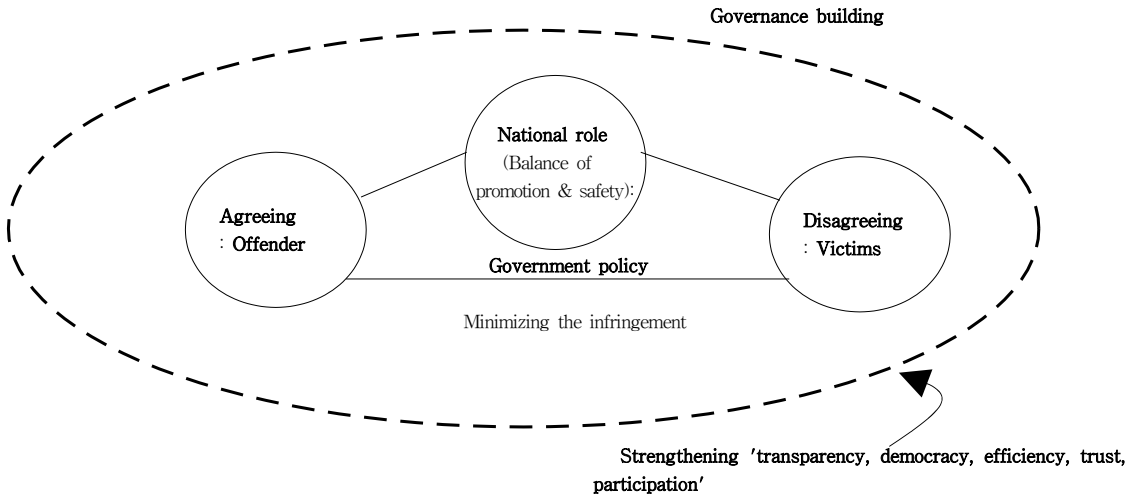 Governance building
National role
(Balance of
promotion & safety):
Agreeing
: Offender
Disagreeing
: Victims
Government policy
Minimizing the infringement
Strengthening 'transparency, democracy, efficiency, trust,
participation'